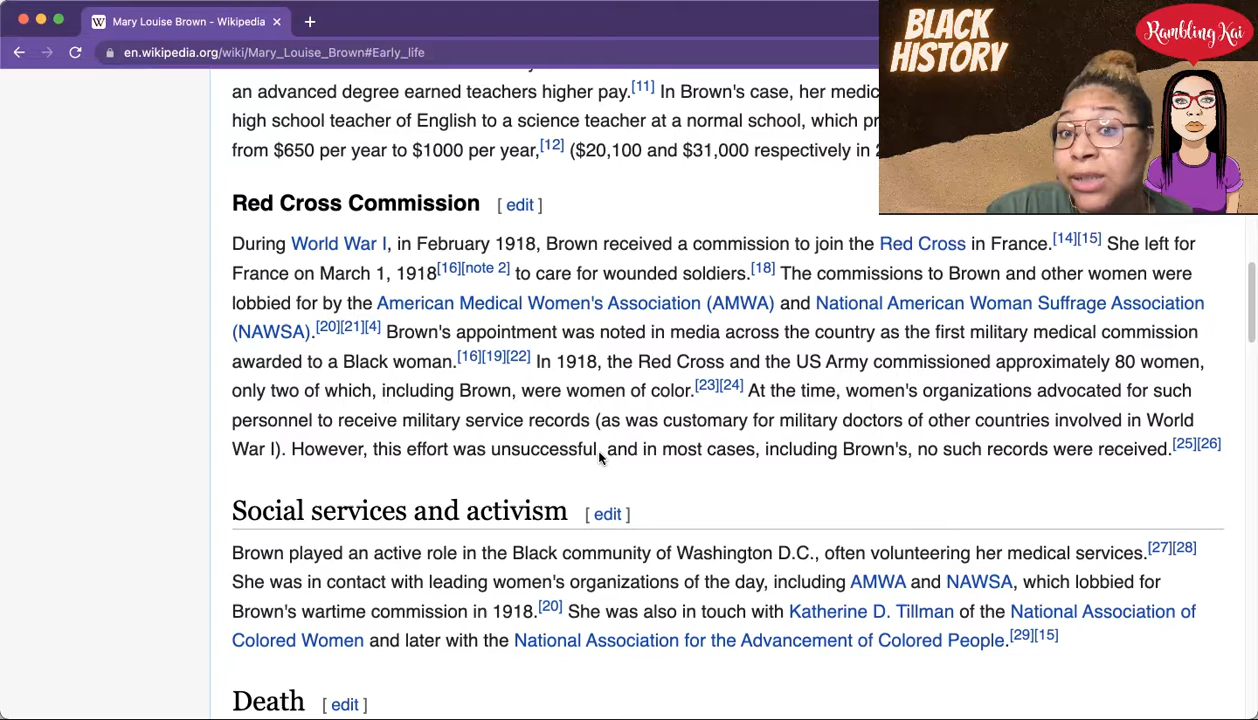 Mary Louise Brown - Wikipedia
en.wikipedia.org/wiki/Mary_Louise_Brown#Early_life
BLACK
HISTORY
Rambling Kai
an advanced degree earned teachers higher pay.[11] In Brown's case, her medic
high school teacher of English to a science teacher at a normal school, which pr
from $650 per year to $1000 per year,[12] ($20,100 and $31,000 respectively in 2
Red Cross Commission [ edit ]
During World War I, in February 1918, Brown received a commission to join the Red Cross in France.[14][15] She left for
France on March 1, 1918[16][note 2] to care for wounded soldiers.[18] The commissions to Brown and other women were
lobbied for by the American Medical Women's Association (AMWA) and National American Woman Suffrage Association
(NAWSA).[20][21][4] Brown's appointment was noted in media across the country as the first military medical commission
awarded to a Black woman.[16][19][22] In 1918, the Red Cross and the US Army commissioned approximately 80 women,
only two of which, including Brown, were women of color.[23][24] At the time, women's organizations advocated for such
personnel to receive military service records (as was customary for military doctors of other countries involved in World
War I). However, this effort was unsuccessful, and in most cases, including Brown's, no such records were received.[25][26]
Social services and activism [ edit ]
Brown played an active role in the Black community of Washington D.C., often volunteering her medical services.[27][28]
She was in contact with leading women's organizations of the day, including AMWA and NAWSA, which lobbied for
Brown's wartime commission in 1918.[20] She was also in touch with Katherine D. Tillman of the National Association of
Colored Women and later with the National Association for the Advancement of Colored People.[29][15]
Death [ edit ]